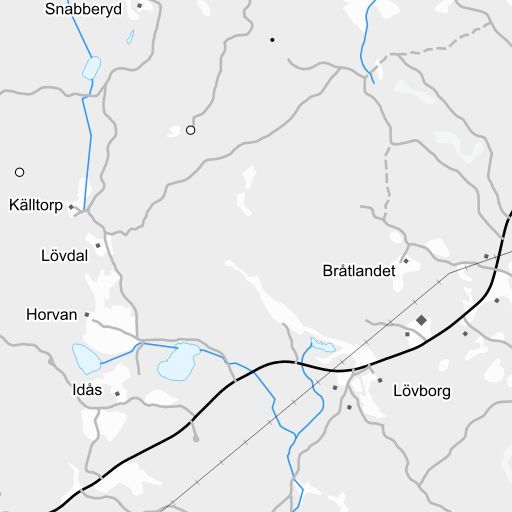 Snabberyd
Källtorp
Lövdal
Bråtlandet
Horvan
Idås
Lövborg